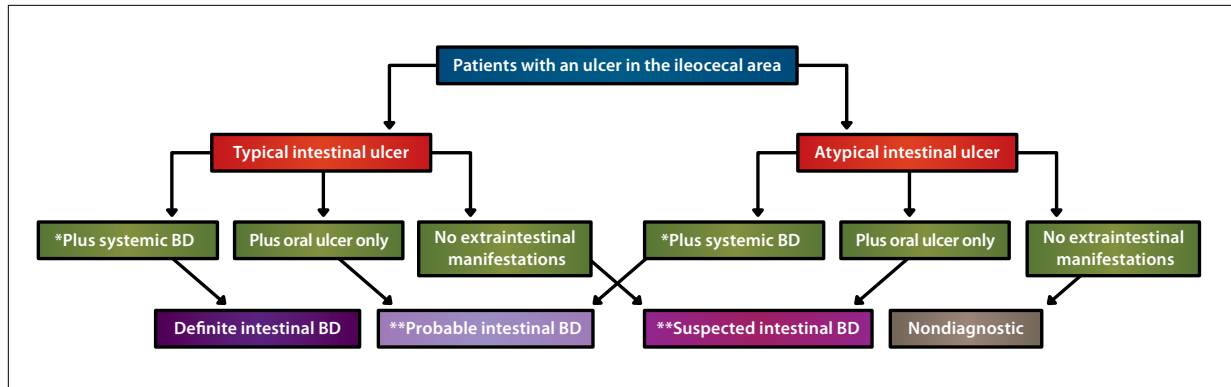 Patients with an ulcer in the ileocecal area
Typical intestinal ulcer
Atypical intestinal ulcer
*Plus systemic BD
Plus oral ulcer only
No extraintestinal
manifestations
*Plus systemic BD
Plus oral ulcer only
No extraintestinal
manifestations
Definite intestinal BD
**Probable intestinal BD
**Suspected intestinal BD
Nondiagnostic